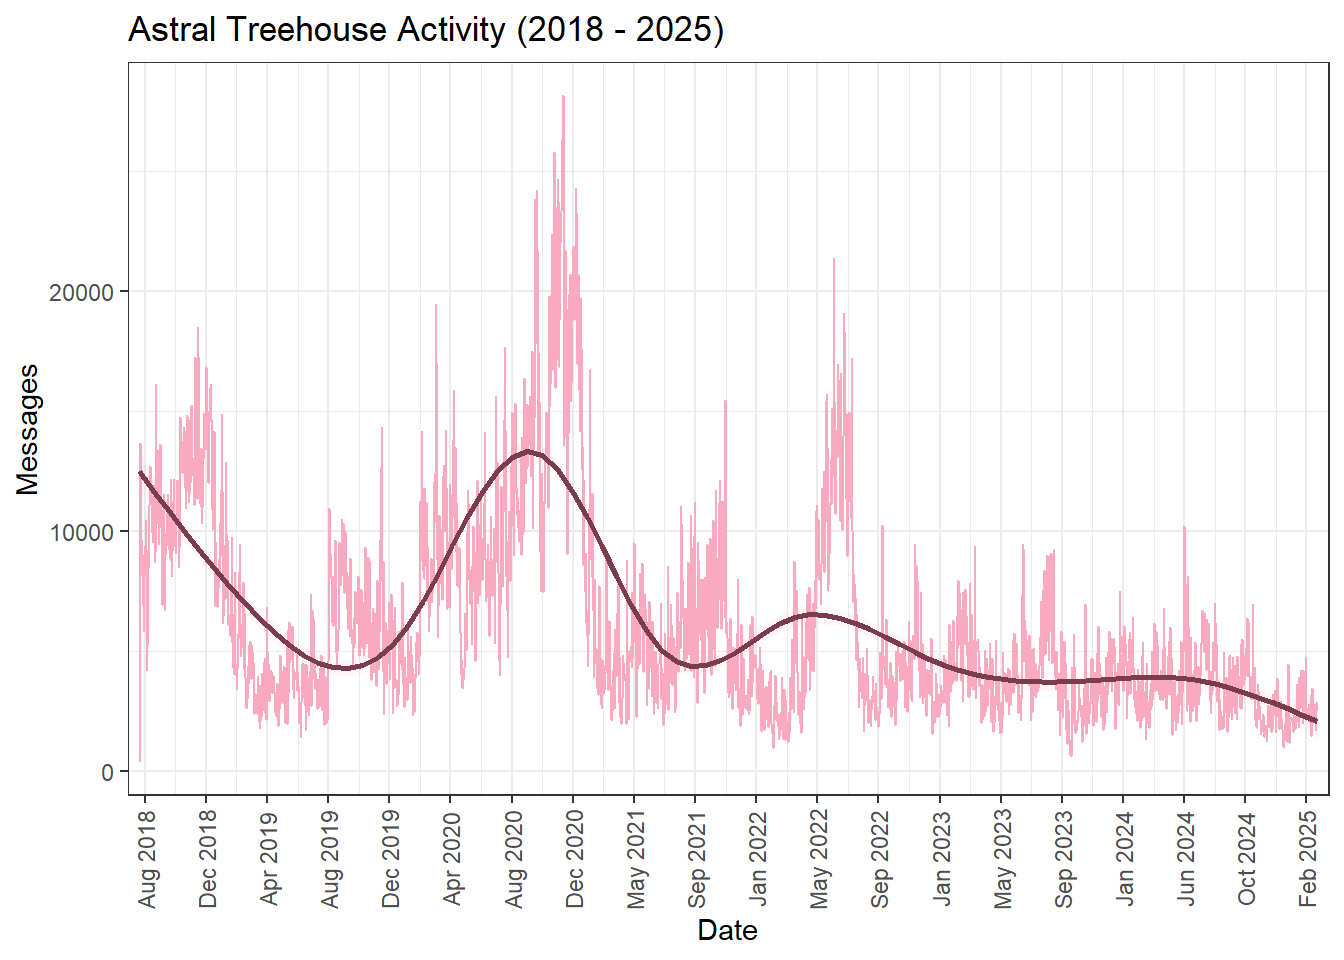 Astral Treehouse Activity (2018 - 2025)
Messages
20000
10000
0
Aug 2018
Dec 2018
Apr 2019
Aug 2019
Dec 2019
Apr 2020
Aug 2020
Dec 2020
May 2021
Sep 2021
Jan 2022
May 2022
Sep 2022
Jan 2023
May 2023
Sep 2023
Jan 2024
Jun 2024
Oct 2024
Feb 2025
Date